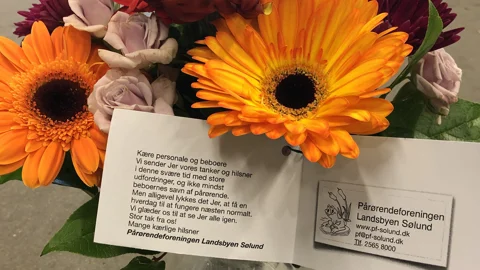 Kære personale og beboere
Vi sender Jer vores tanker og hilsner
i denne svære tid med store
udfordringer, og ikke mindst
beboernes savn af pårørende.
Men alligevel lykkes det Jer, at få en
hverdag til at fungere næsten normalt.
Vi glæder os til at se Jer alle igen.
Stor tak fra os!
Mange kærlige hilsner
Pårørendeforeningen Landsbyen Sølund
Pårørendeforeningen
Landsbyen Sølund
www.pf-solund.dk
pf@pf-solund.dk
Tlf. 2565 8000